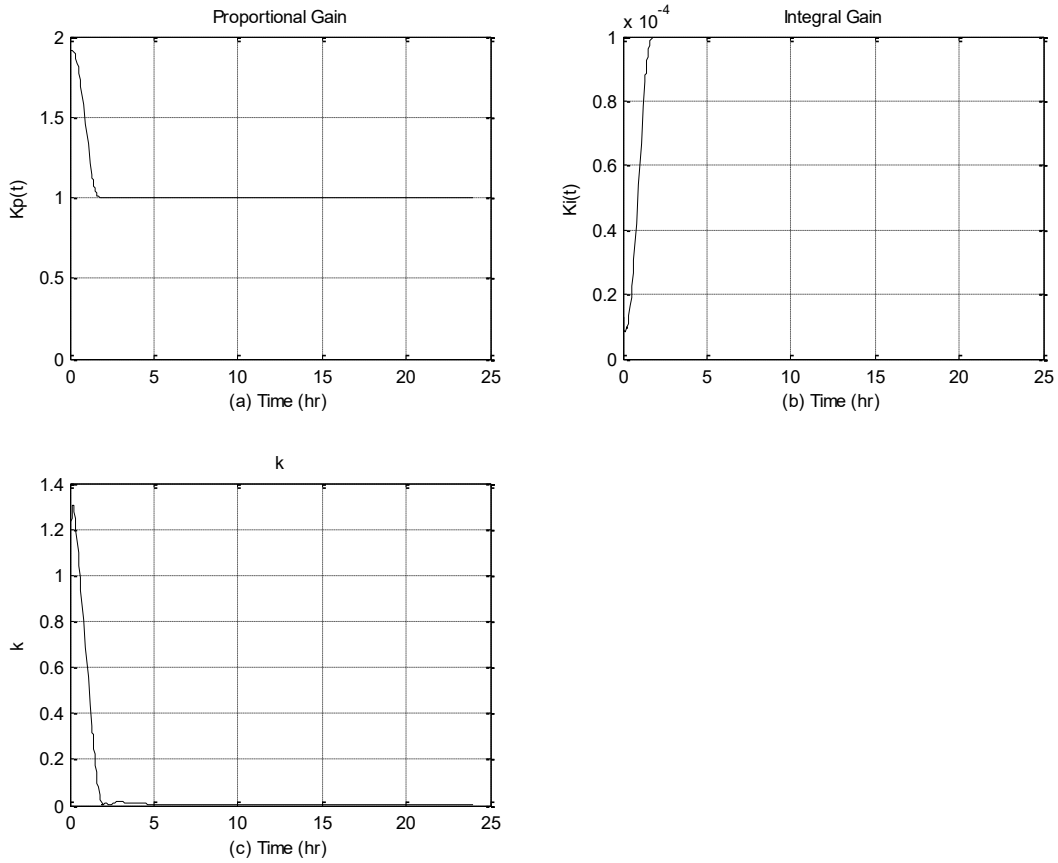 Proportional Gain
2
1.5
1
0.5
0
Kp(t)
0 5 10 15 20 25
(a) Time (hr)
Integral Gain
x 10-4
1
0.8
0.6
0.4
0.2
0
Ki(t)
0 5 10 15 20 25
(b) Time (hr)
k
1.4
1.2
1
0.8
0.6
0.4
0.2
0
k
0 5 10 15 20 25
(c) Time (hr)